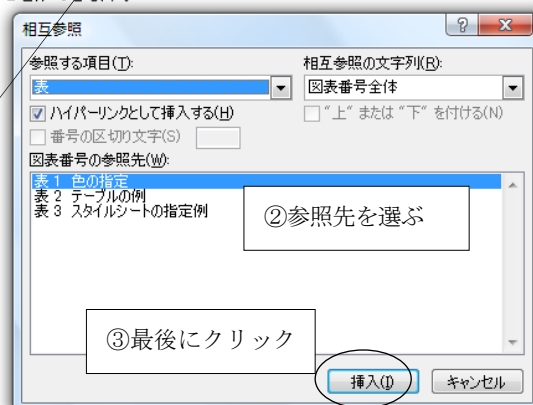 相互参照
参照する項目(T):
相互参照の文字列(R):
表
図表番号全体
ハイパーリンクとして挿入する(H)
"上" または "下" を付ける(N)
番号の区切り文字(S)
図表番号の参照先(W):
表 1 色の指定
表 2 テーブルの例
表 3 スタイルシートの指定例
②参照先を選ぶ
③最後にクリック
挿入(I)
キャンセル